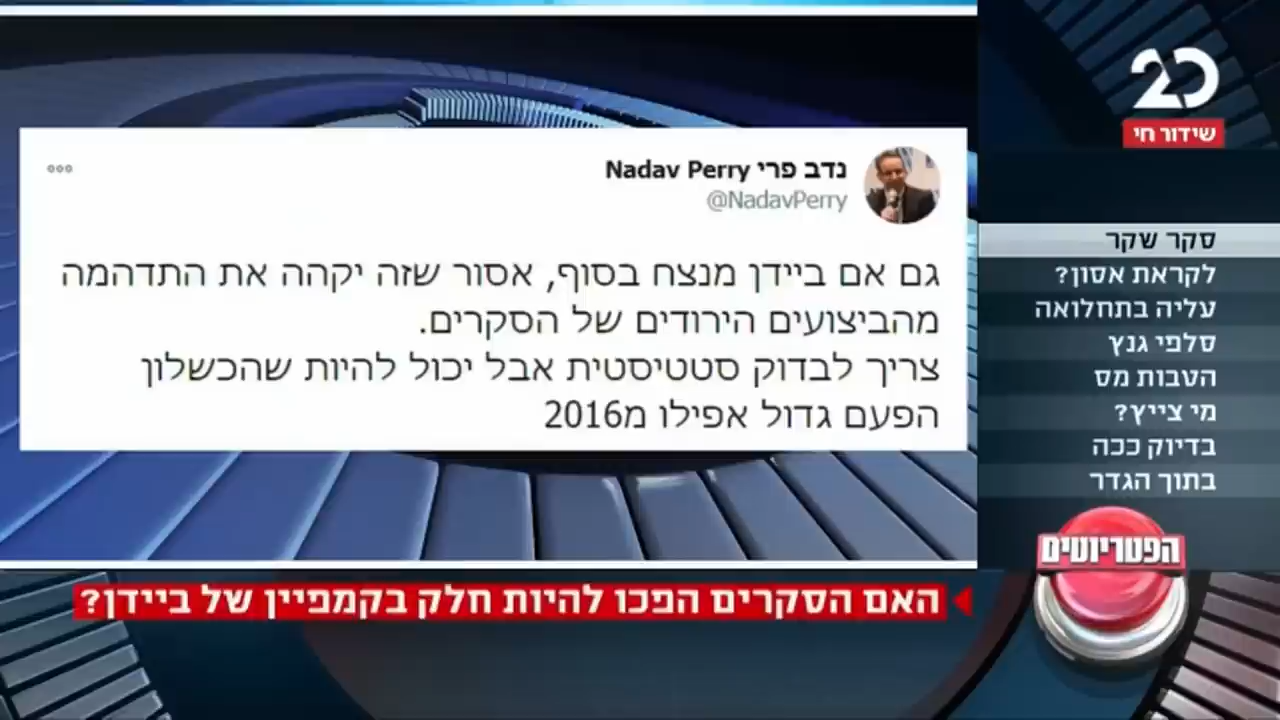 20
שידור חי
נדב פרי Nadav Perry
@NadavPerry
גם אם ביידן מנצח בסוף, אסור שזה יקהה את התדהמה
מהביצועים הירודים של הסקרים.
צריך לבדוק סטטיסטית אבל יכול להיות שהכשלון
הפעם גדול אפילו מ2016
סקר שקר
לקראת אסון?
עליה בתחלואה
סלפי גנץ
הטבות מס
מי צייץ?
בדיוק ככה
בתוך הגדר
הפטריוטים
האם הסקרים הפכו להיות חלק בקמפיין של ביידן?